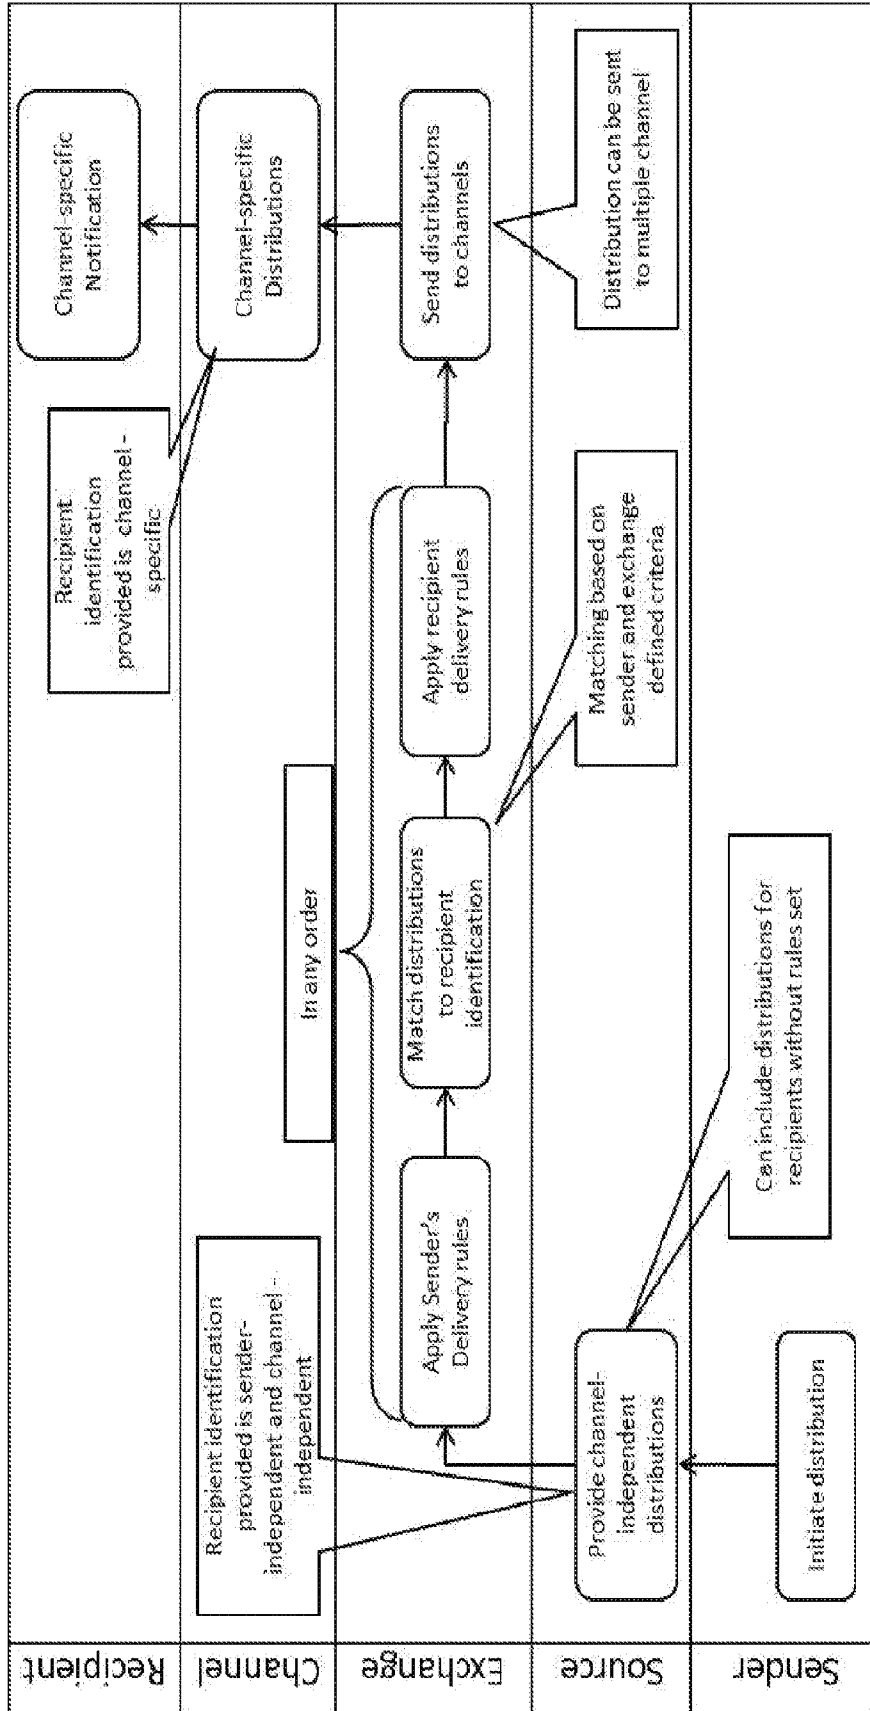 Recipient
Channel-specific
Notification
Recipient
identification
provided is channel -
specific
Channel
Channel-specific
Distributions
In any order
Recipient identification
provided is sender-
independent and channel -
independent
Exchange
Apply Sender's
Delivery rules
Match distributions
to recipient
identification
Apply recipient
delivery rules
Send distributions
to channels
Source
Provide channel-
independent
distributions
Matching based on
sender and exchange
defined criteria
Distribution can be sent
to multiple channel
Sender
Initiate distribution
Can include distributions for
recipients without rules set